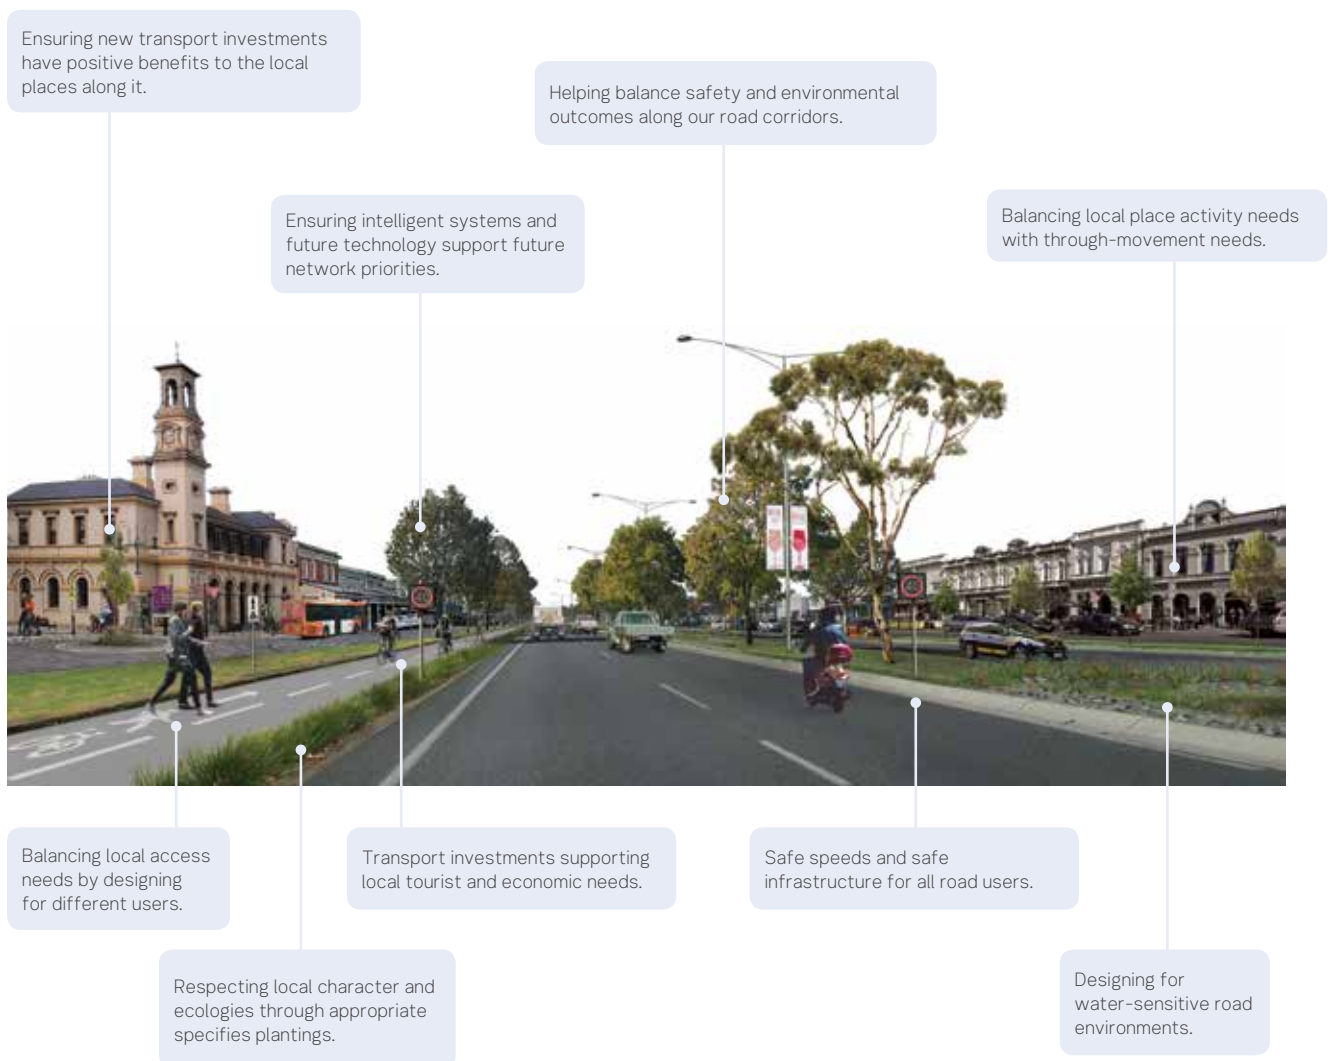 Ensuring new transport investments
have positive benefits to the local
places along it.
Helping balance safety and environmental
outcomes along our road corridors.
Ensuring intelligent systems and
future technology support future
network priorities.
Balancing local place activity needs
with through-movement needs.
Balancing local access
needs by designing
for different users.
Transport investments supporting
local tourist and economic needs.
Safe speeds and safe
infrastructure for all road users.
Respecting local character and
ecologies through appropriate
specifies plantings.
Designing for
water-sensitive road
environments.